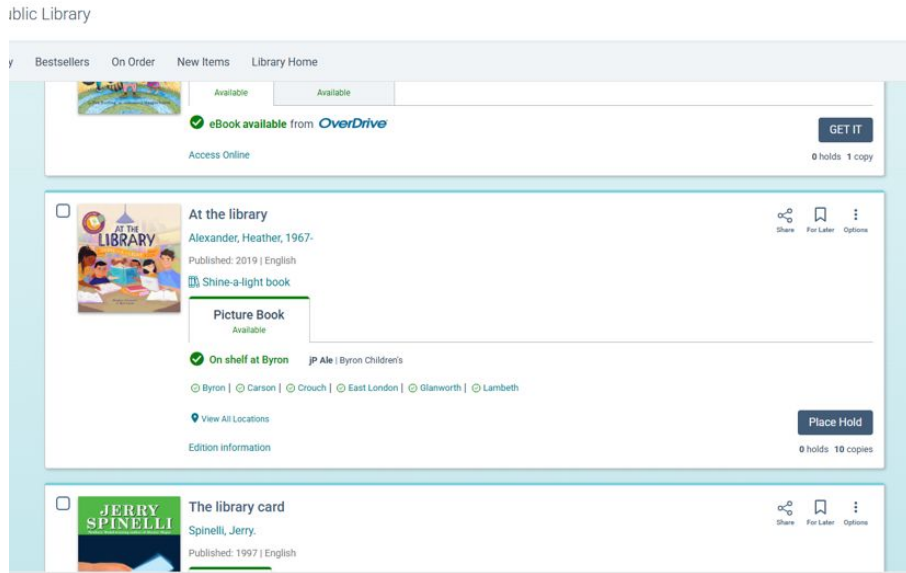 ublic Library
y Bestsellers On Order New Items Library Home
Available Available
eBook available from OverDrive
GET IT
Access Online
0 holds 1 copy
At the library
Share For Later Options
AT THE
LIBRARY
Alexander, Heather, 1967-
Published: 2019 | English
Shine-a-light book
Picture Book
Available
On shelf at Byron jP Ale | Byron Children's
Byron | Carson | Crouch | East London | Glanworth | Lambeth
View All Locations
Place Hold
Edition information
0 holds 10 copies
JERRY
SPINELLI
The library card
Share For Later Options
Spinelli, Jerry.
Published: 1997 | English